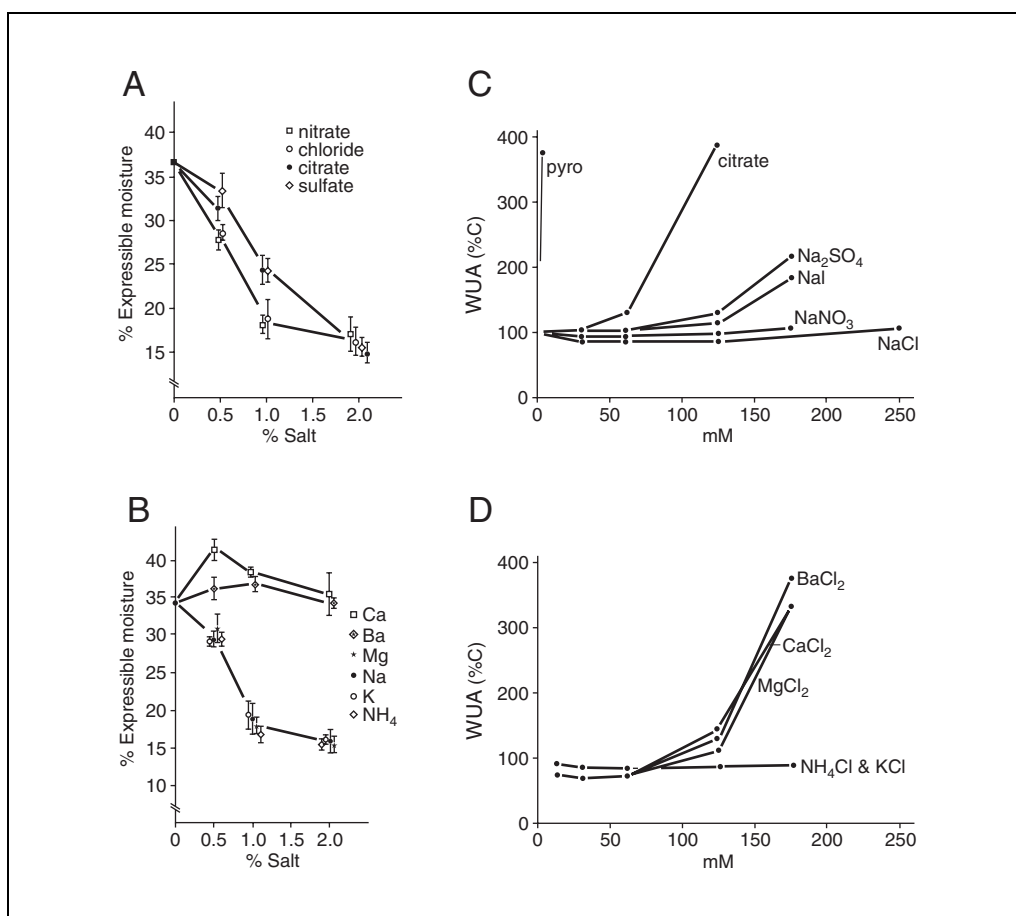 A
% Expressible moisture
40
35
30
25
20
15
0
0.5
1.0
1.5
2.0
% Salt
nitrate
chloride
citrate
sulfate
C
WUA (%C)
400
300
200
100
0
0
50
100
150
200
250
mM
pyro
citrate
Na₂SO₄
NaI
NaNO₃
NaCl
B
% Expressible moisture
40
35
30
25
20
15
10
0
0.5
1.0
1.5
2.0
% Salt
Ca
Ba
Mg
Na
K
NH₄
D
WUA (%C)
400
300
200
100
0
0
50
100
150
200
250
mM
BaCl₂
CaCl₂
MgCl₂
NH₄Cl & KCl